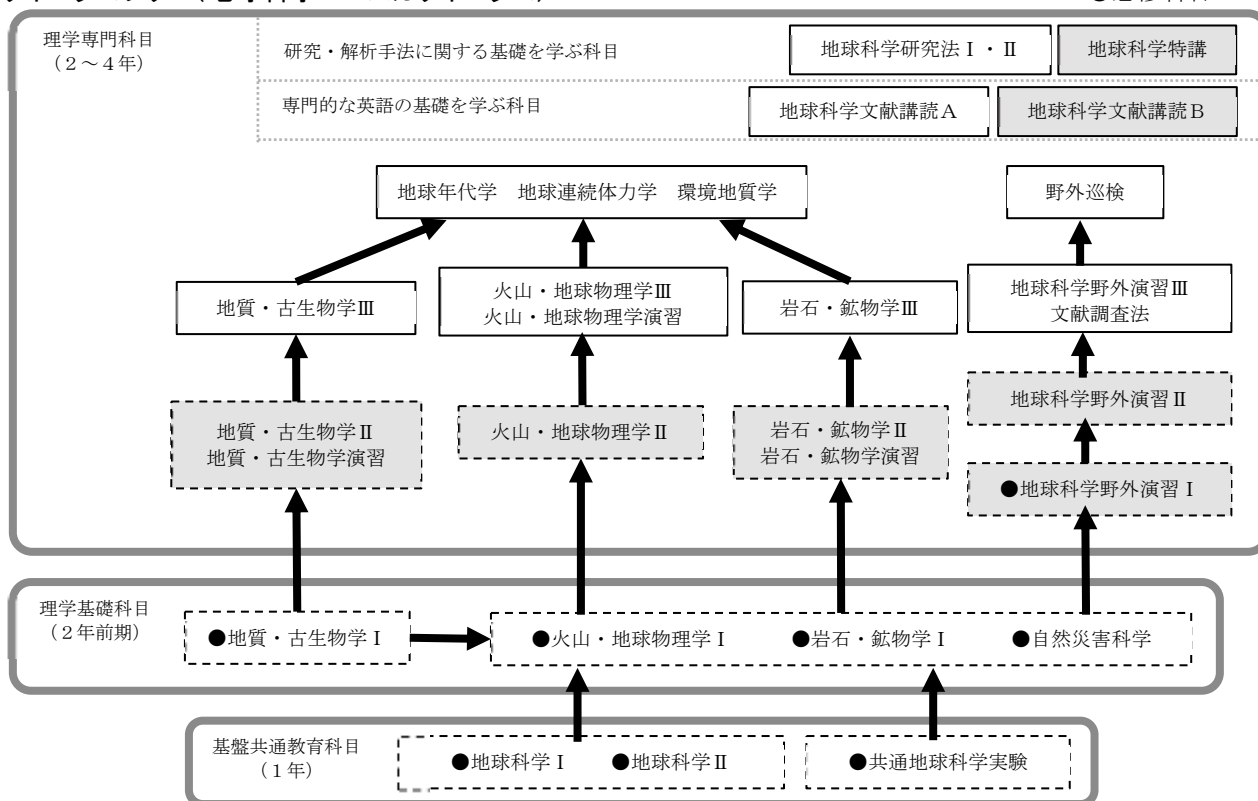 理学専門科目
(2~4年)
研究・解析手法に関する基礎を学ぶ科目
地球科学研究法Ⅰ・Ⅱ
地球科学特講
専門的な英語の基礎を学ぶ科目
地球科学文献講読A
地球科学文献講読B
地球年代学 地球連続体力学 環境地質学
野外巡検
地質・古生物学Ⅲ
火山・地球物理学Ⅲ
火山・地球物理学演習
岩石・鉱物学Ⅲ
地球科学野外演習Ⅲ
文献調査法
地質・古生物学Ⅱ
地質・古生物学演習
火山・地球物理学Ⅱ
岩石・鉱物学Ⅱ
岩石・鉱物学演習
地球科学野外演習Ⅱ
●地球科学野外演習Ⅰ
理学基礎科目
(2年前期)
●地質・古生物学Ⅰ
●火山・地球物理学Ⅰ
●岩石・鉱物学Ⅰ
●自然災害科学
基盤共通教育科目
(1年)
●地球科学Ⅰ
●地球科学Ⅱ
●共通地球科学実験